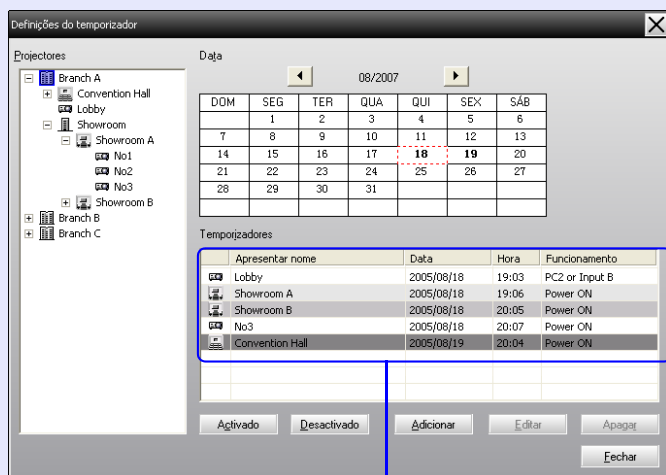 Definições do temporizador
Projectores
Branch A
Convention Hall
Lobby
Showroom
Showroom A
No1
No2
No3
Showroom B
Branch B
Branch C
Data
08/2007
DOM SEG TER QUA QUI SEX SÁB
1 2 3 4 5 6
7 8 9 10 11 12 13
14 15 16 17 18 19 20
21 22 23 24 25 26 27
28 29 30 31
Temporizadores
Apresentar nome Data Hora Funcionamento
Lobby 2005/08/18 19:03 PC2 or Input B
Showroom A 2005/08/18 19:06 Power ON
Showroom B 2005/08/18 20:05 Power ON
No3 2005/08/18 20:07 Power ON
Convention Hall 2005/08/19 20:04 Power ON
Activado Desactivado Adicionar Editar Apagar
Fechar